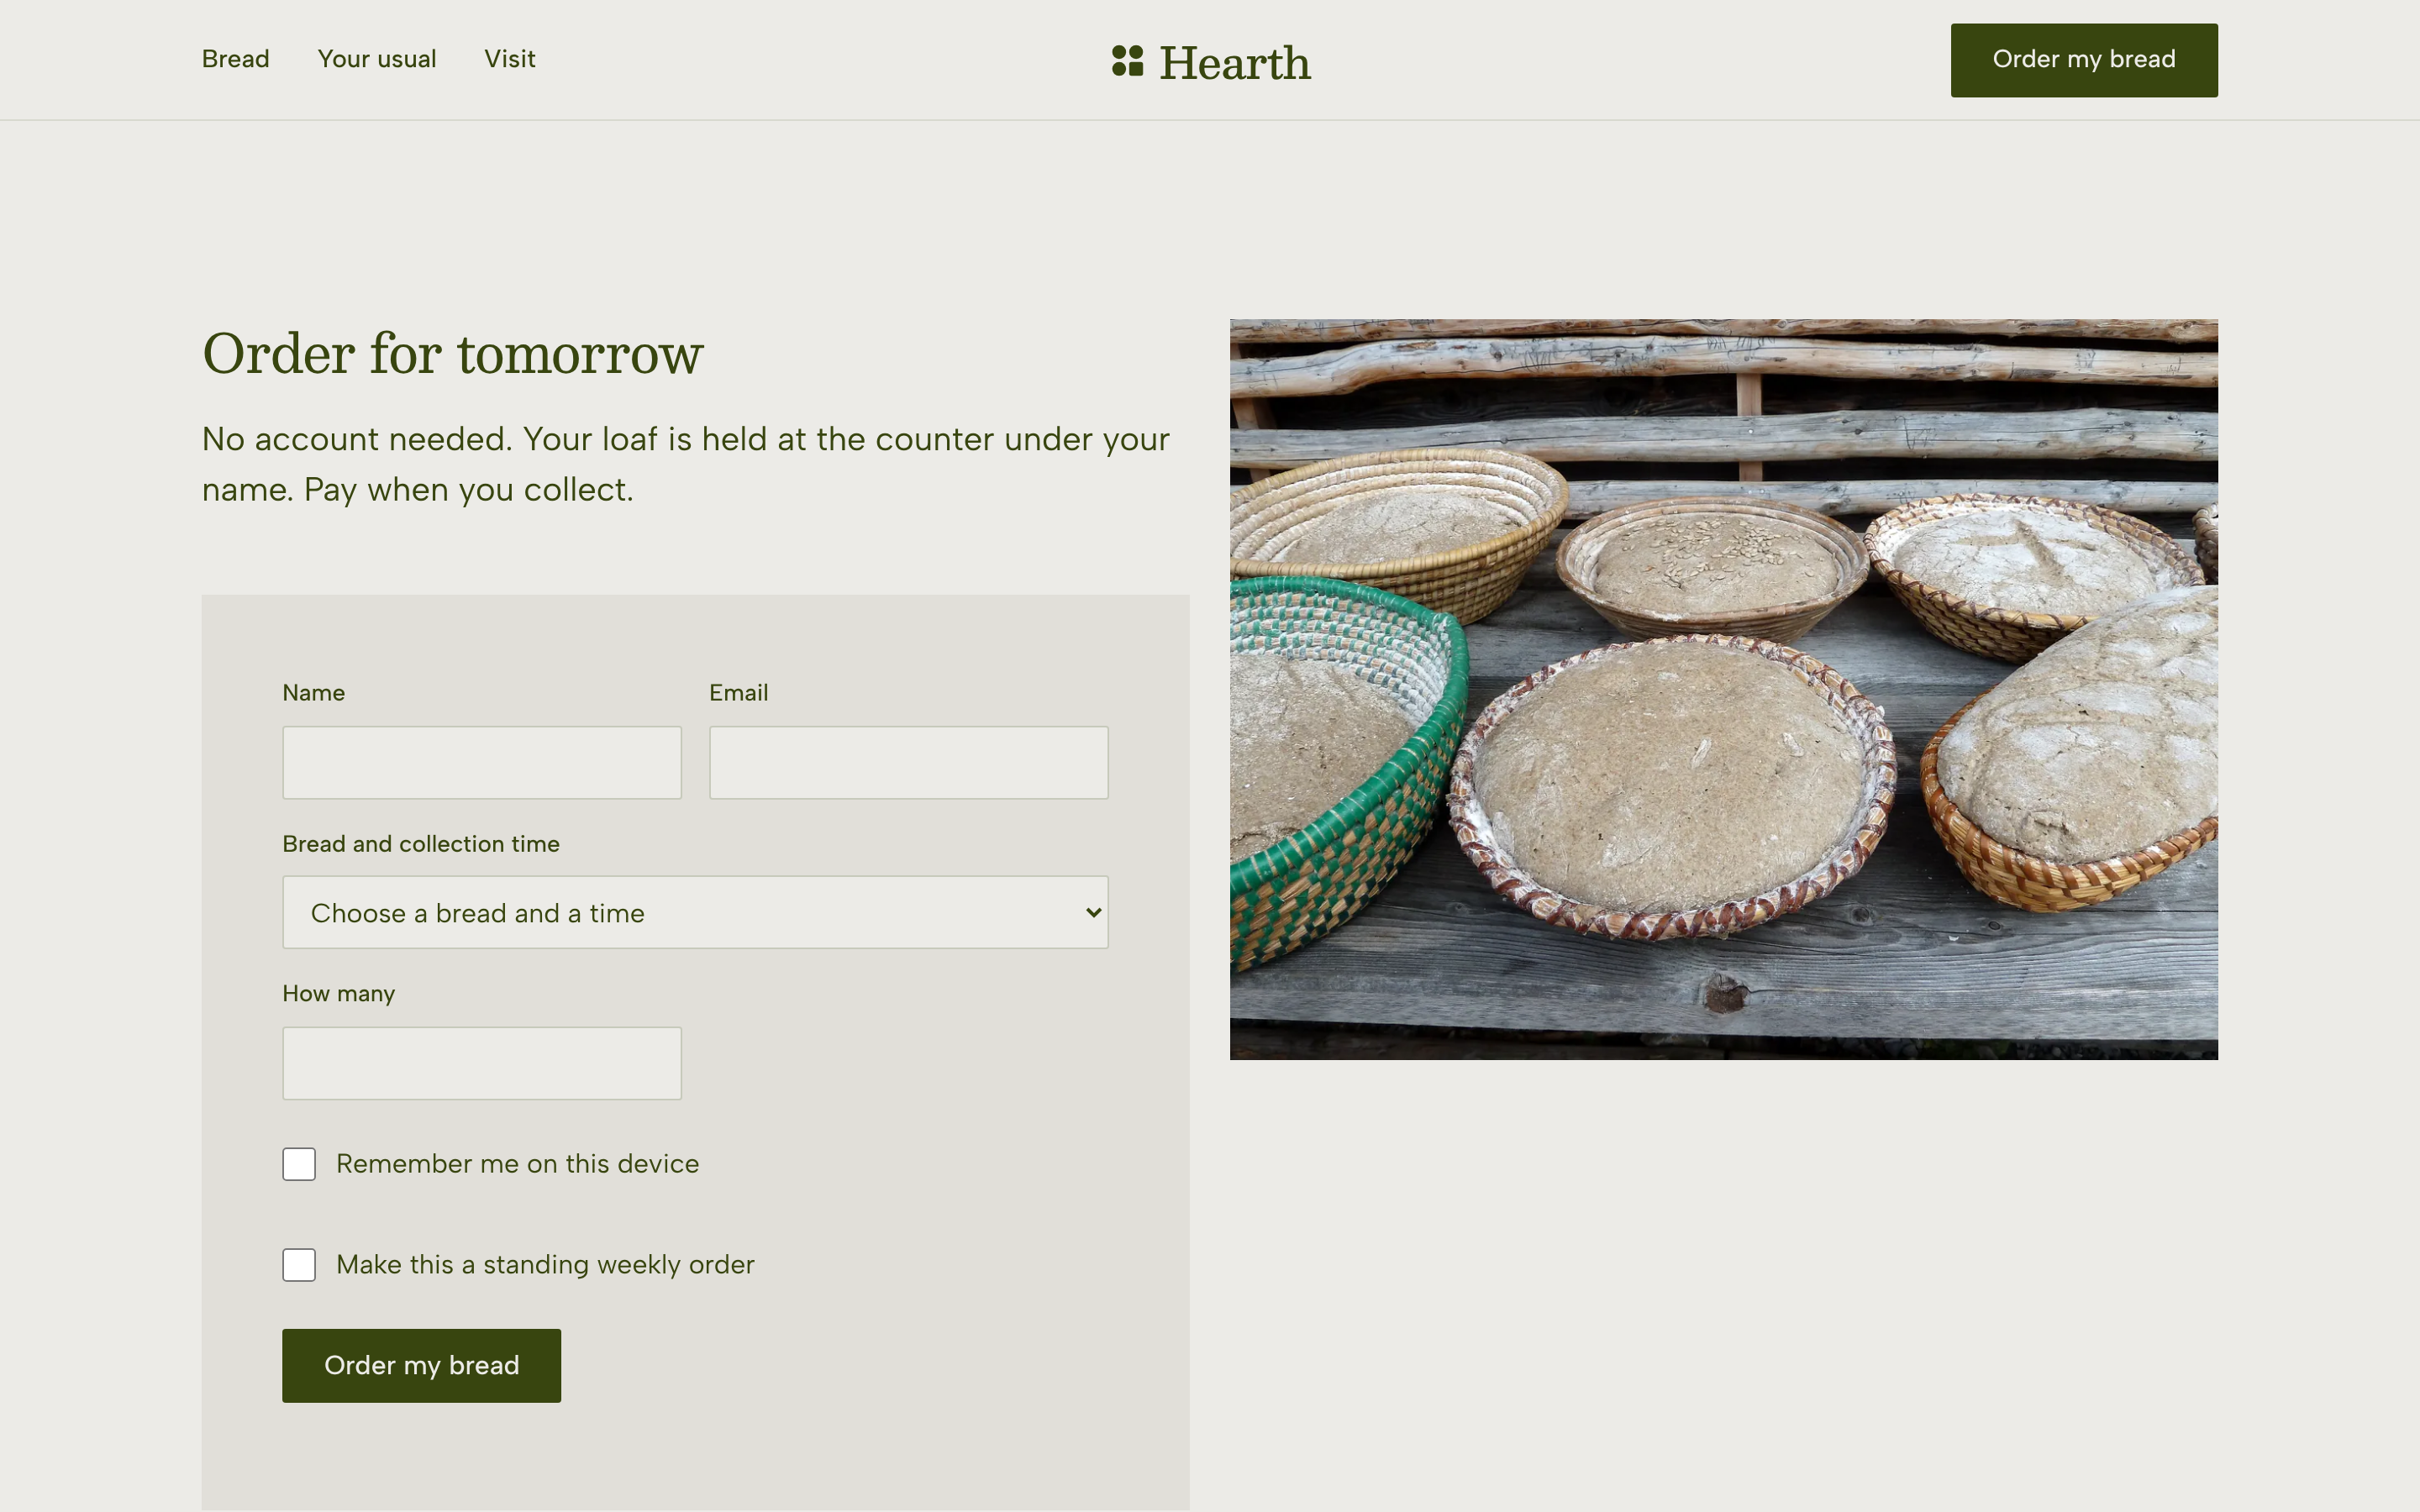 Bread
Your usual
Visit
Hearth
Order my bread
Order for tomorrow
No account needed. Your loaf is held at the counter under your
name. Pay when you collect.
Name
Email
Bread and collection time
Choose a bread and a time
How many
Remember me on this device
Make this a standing weekly order
Order my bread